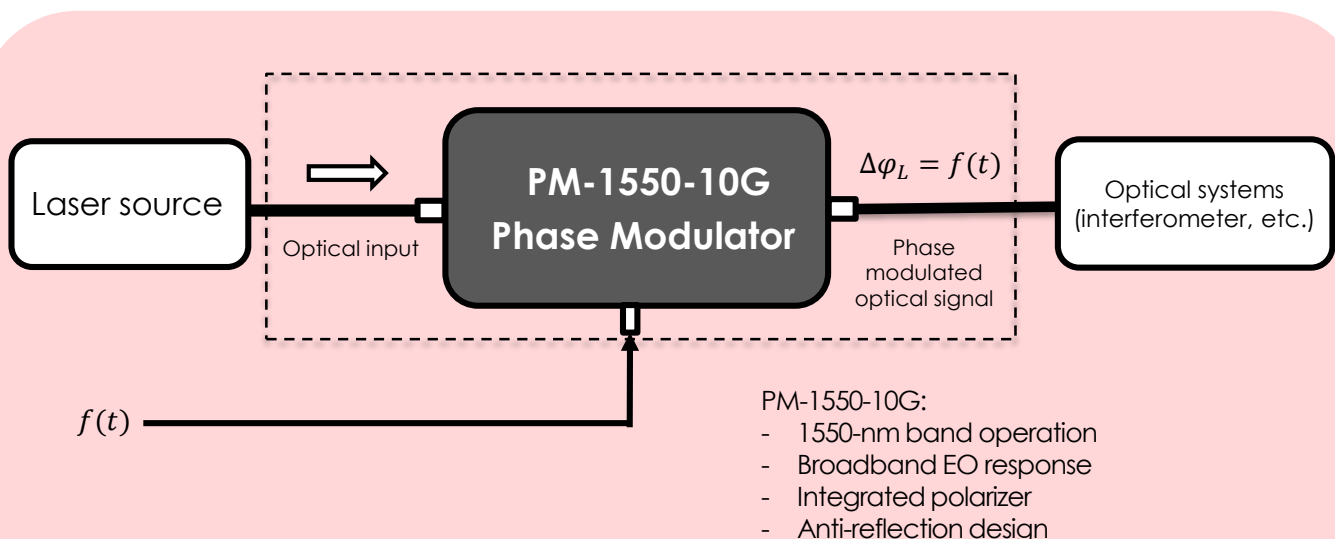 Laser source
Optical input
PM-1550-10G
Phase Modulator
Δφ_L = f(t)
Phase
modulated
optical signal
Optical systems
(interferometer, etc.)
f(t)
PM-1550-10G:
- 1550-nm band operation
- Broadband EO response
- Integrated polarizer
- Anti-reflection design